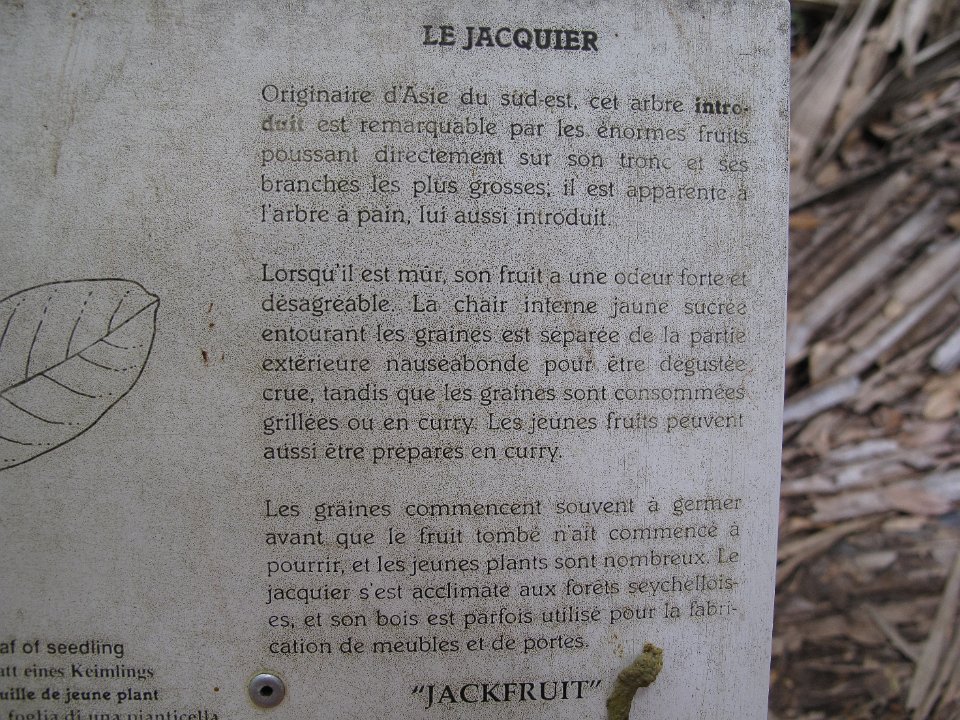 LE JACQUIER
Originaire d'Asie du sud-est, cet arbre intro-
duit est remarquable par les énormes fruits
poussant directement sur son tronc et ses
branches les plus grosses; il est apparenté à
l'arbre à pain, lui aussi introduit.
Lorsqu'il est mûr, son fruit a une odeur forte et
désagréable. La chair interne jaune sucrée
entourant les graines est séparée de la partie
extérieure nauséabonde pour être dégustée
crue, tandis que les graines sont consommées
grillées ou en curry. Les jeunes fruits peuvent
aussi être préparés en curry.
Les graines commencent souvent à germer
avant que le fruit tombé n'ait commencé à
pourrir, et les jeunes plants sont nombreux. Le
jacquier s'est acclimaté aux forêts seychellois-
es, et son bois est parfois utilisé pour la fabri-
cation de meubles et de portes.
"JACKFRUIT"
af of seedling
att eines Keimlings
uille de jeune plant
foglia di una pianticella